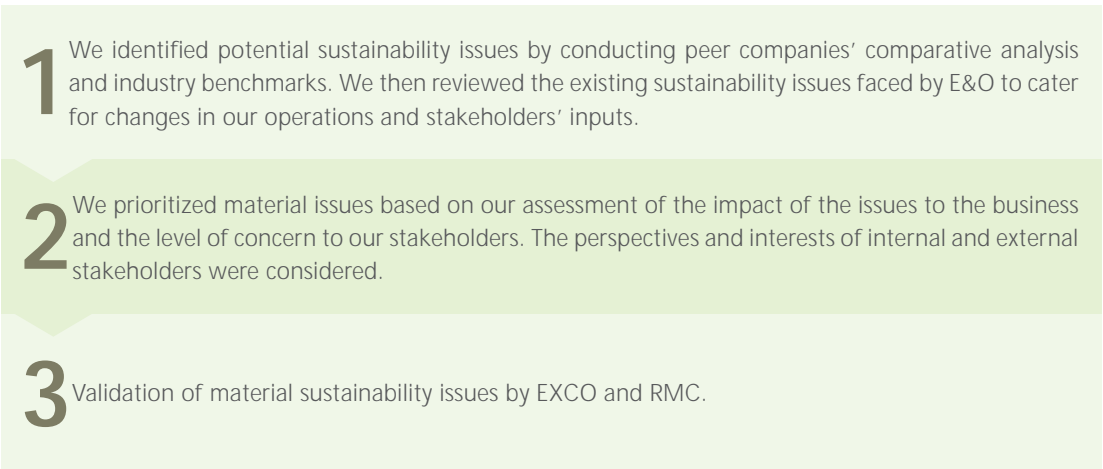 1
We identified potential sustainability issues by conducting peer companies' comparative analysis
and industry benchmarks. We then reviewed the existing sustainability issues faced by E&O to cater
for changes in our operations and stakeholders' inputs.
2
We prioritized material issues based on our assessment of the impact of the issues to the business
and the level of concern to our stakeholders. The perspectives and interests of internal and external
stakeholders were considered.
3
Validation of material sustainability issues by EXCO and RMC.